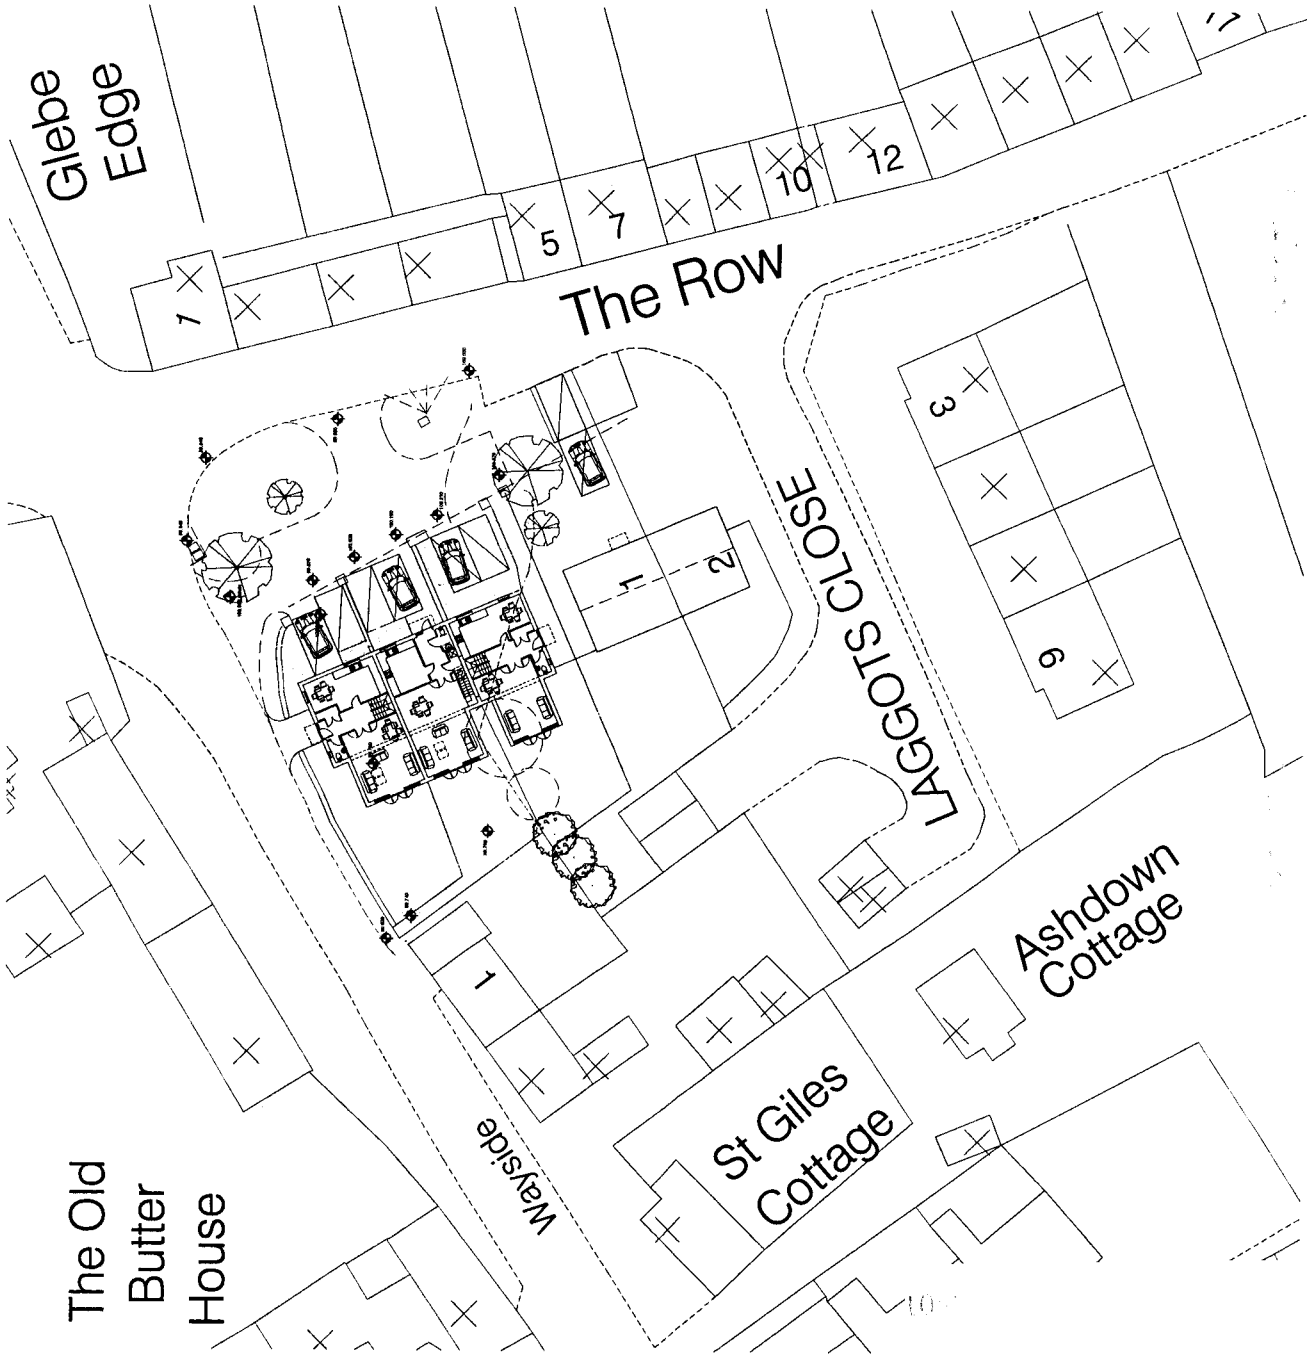 Glebe
Edge
1
5
7
10
12
The Row
3
1
2
LAGGOTS CLOSE
9
Ashdown
Cottage
1
St Giles
Cottage
Wayside
The Old
Butter
House